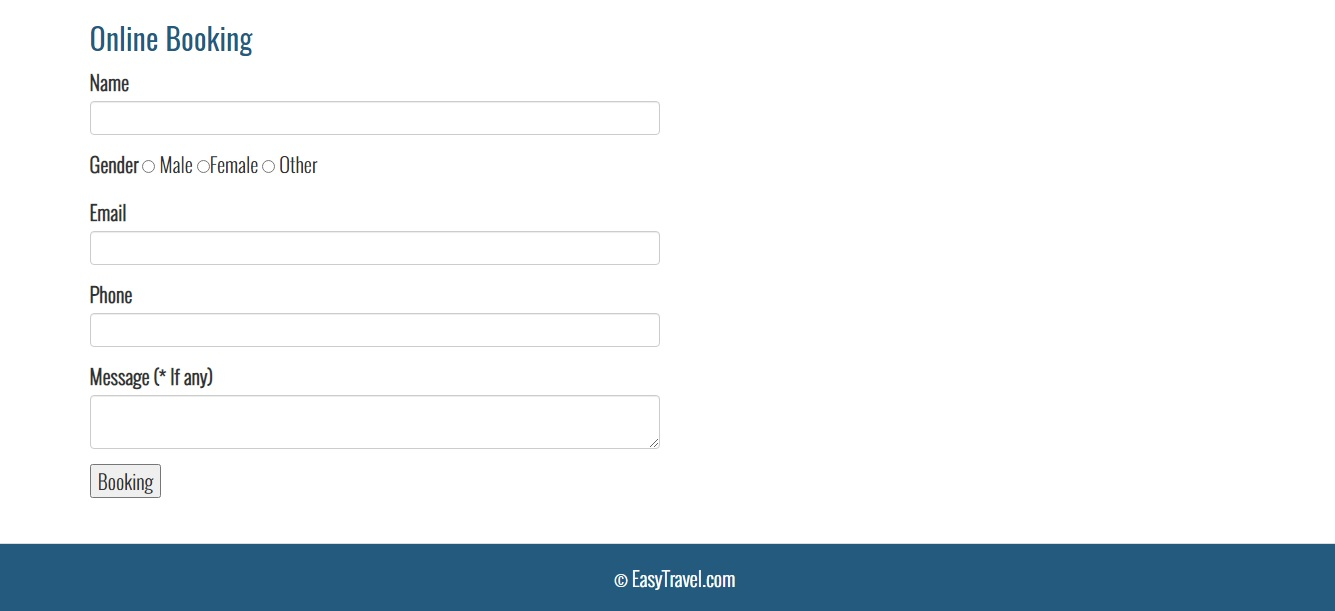 Online Booking
Name
Gender Male Female Other
Email
Phone
Message (* If any)
Booking
© EasyTravel.com